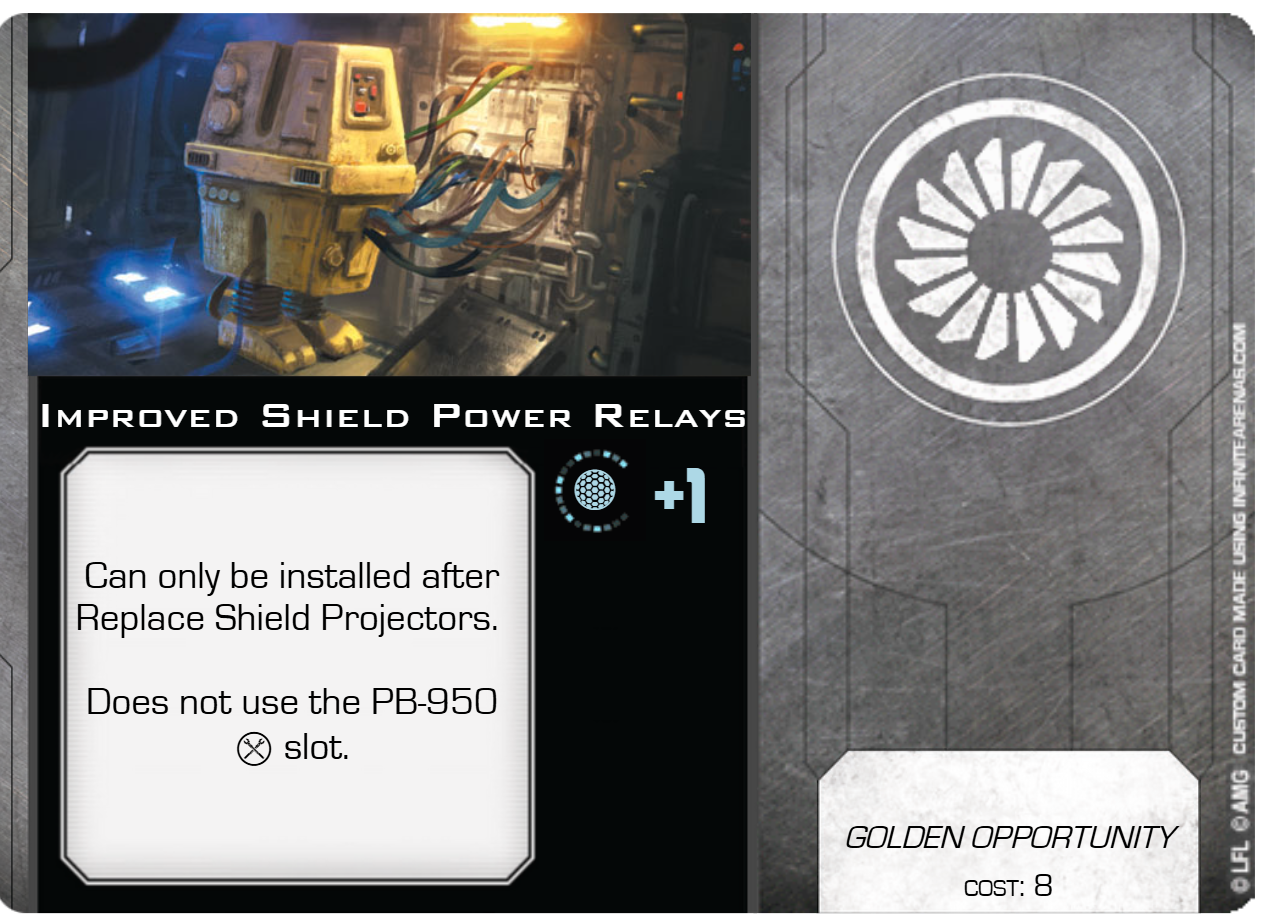 Improved Shield Power Relays
+1
Can only be installed after
Replace Shield Projectors.
Does not use the PB-950
slot.
GOLDEN OPPORTUNITY
COST: 8
© LFL © AMG CUSTOM CARD MADE USING INFINITEARENAS.COM